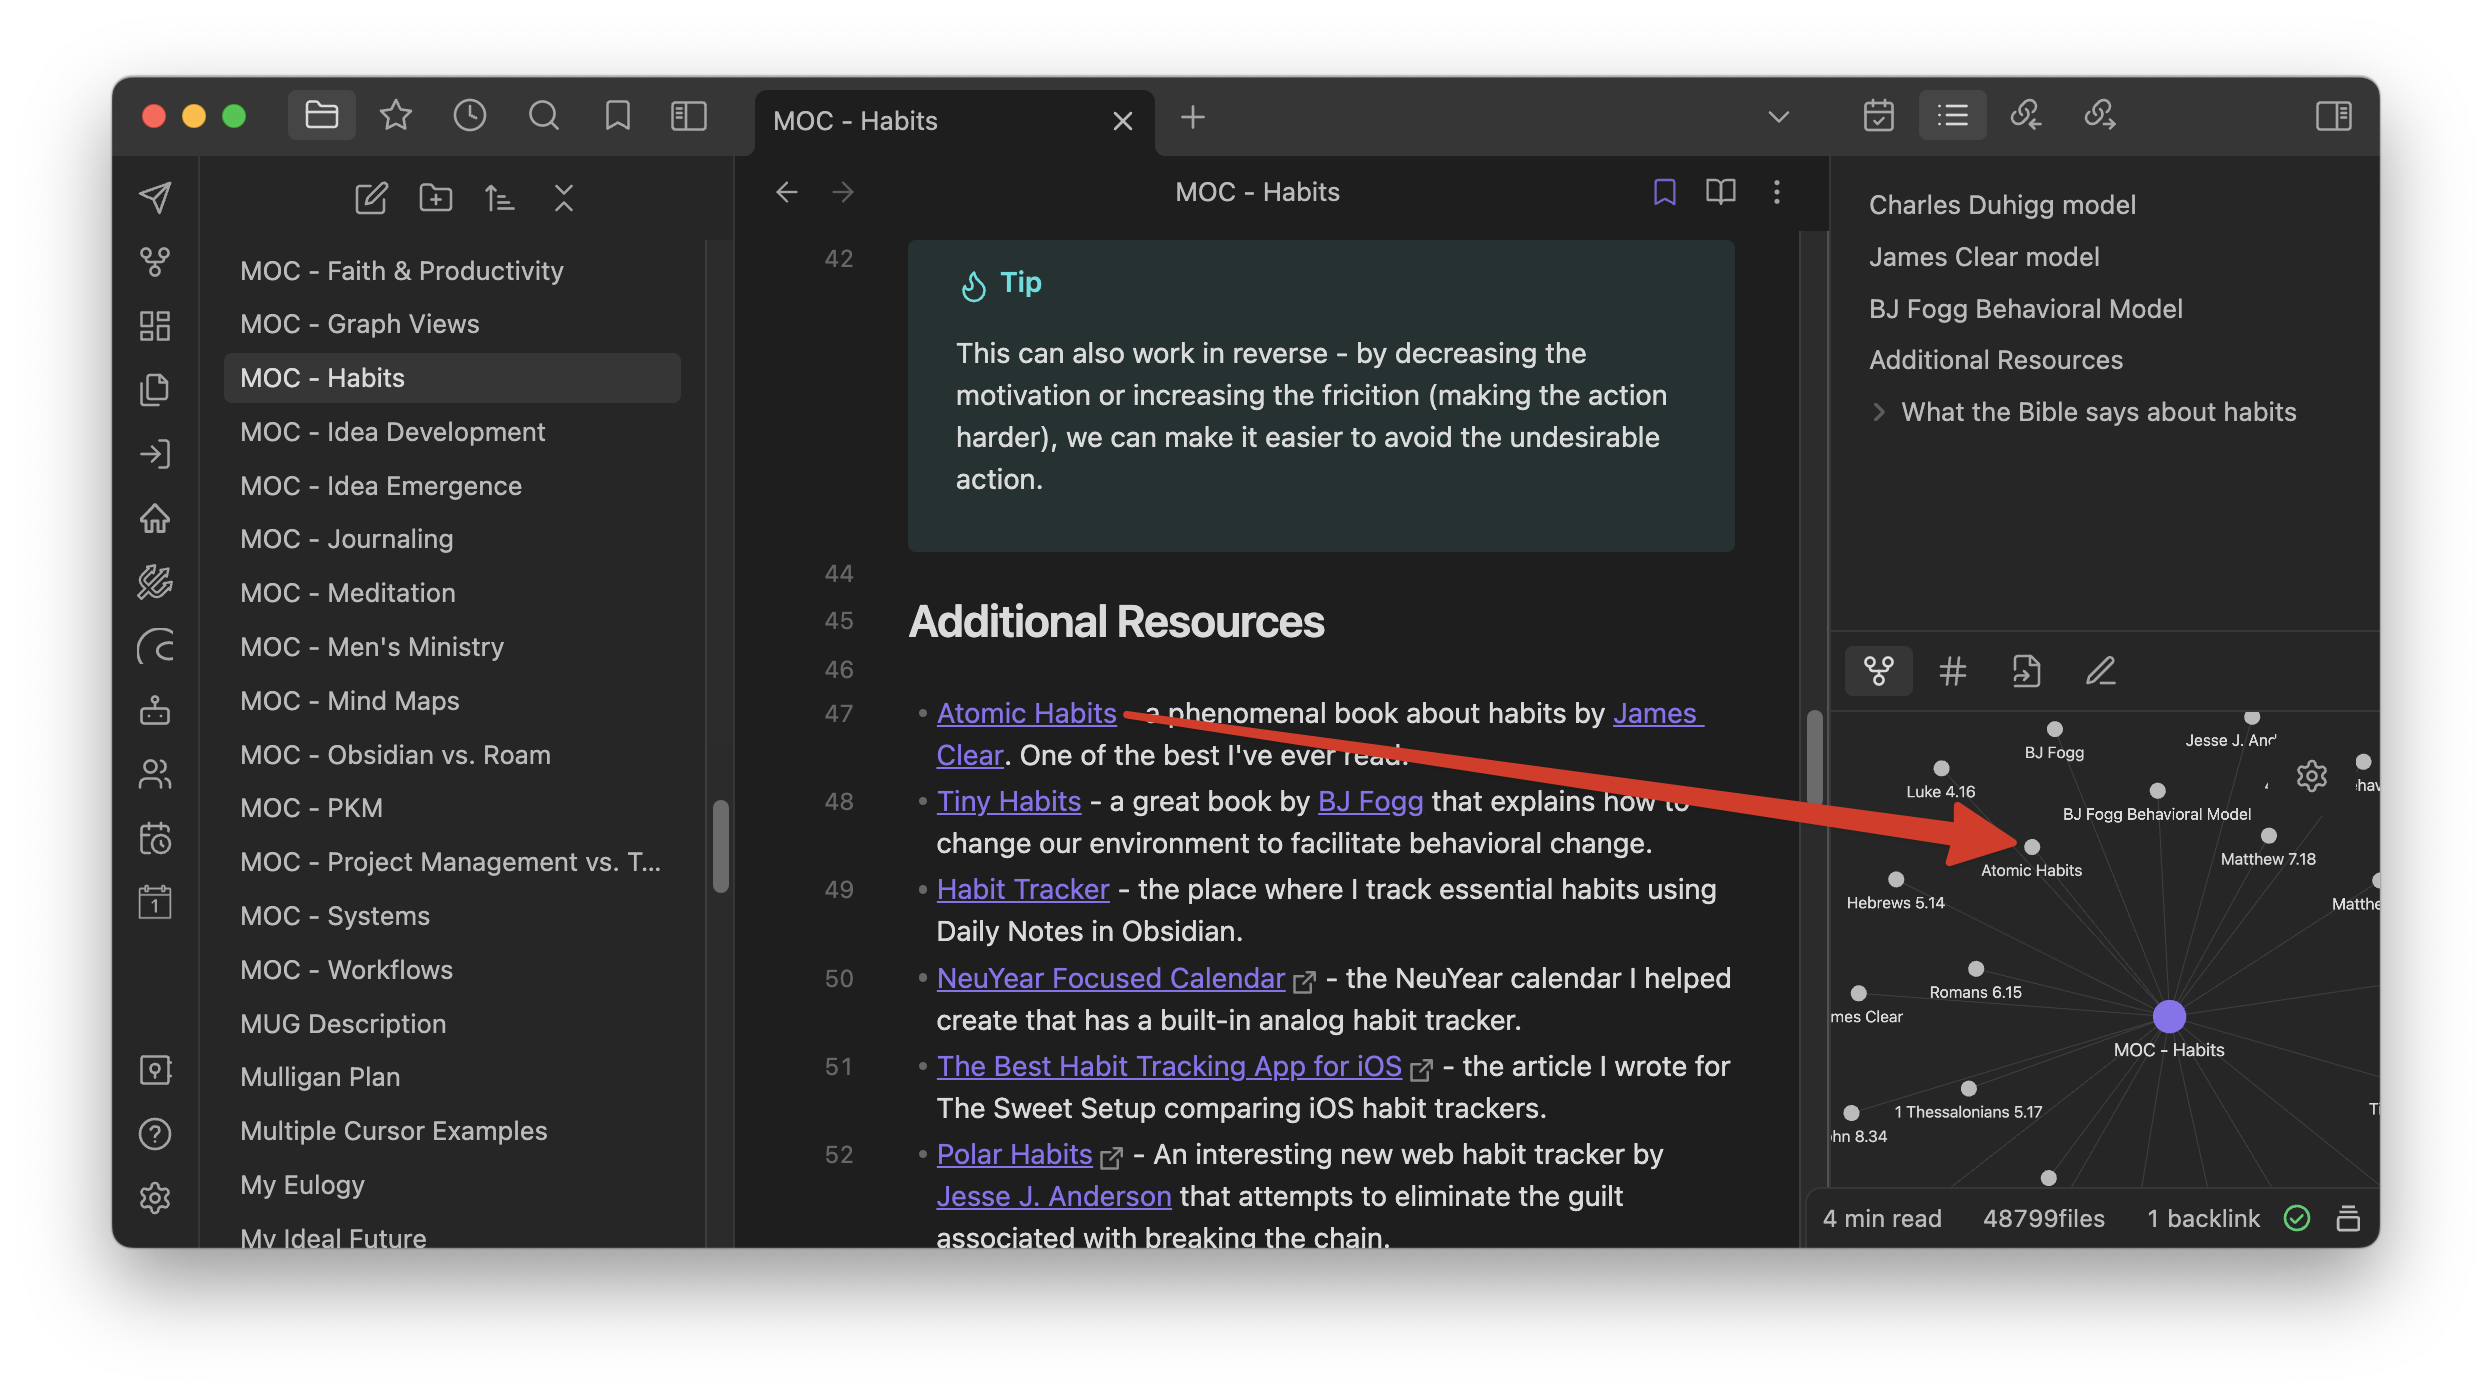 MOC - Habits
MOC - Faith & Productivity
MOC - Graph Views
MOC - Habits
MOC - Idea Development
MOC - Idea Emergence
MOC - Journaling
MOC - Meditation
MOC - Men's Ministry
MOC - Mind Maps
MOC - Obsidian vs. Roam
MOC - PKM
MOC - Project Management vs. T...
MOC - Systems
MOC - Workflows
MUG Description
Mulligan Plan
Multiple Cursor Examples
My Eulogy
My Ideal Future
1
MOC - Habits
42
Tip
This can also work in reverse - by decreasing the
motivation or increasing the fricition (making the action
harder), we can make it easier to avoid the undesirable
action.
44
45 Additional Resources
46
47 • Atomic Habits - a phenomenal book about habits by James
Clear. One of the best I've ever read.
48 • Tiny Habits - a great book by BJ Fogg that explains how to
change our environment to facilitate behavioral change.
49 • Habit Tracker - the place where I track essential habits using
Daily Notes in Obsidian.
50 • NeuYear Focused Calendar - the NeuYear calendar I helped
create that has a built-in analog habit tracker.
51 • The Best Habit Tracking App for iOS - the article I wrote for
The Sweet Setup comparing iOS habit trackers.
52 • Polar Habits - An interesting new web habit tracker by
Jesse J. Anderson that attempts to eliminate the guilt
associated with breaking the chain.
Charles Duhigg model
James Clear model
BJ Fogg Behavioral Model
Additional Resources
What the Bible says about habits
BJ Fogg
Jesse J. And
Luke 4.16
BJ Fogg Behavioral Model
Matthew 7.18
Atomic Habits
Hebrews 5.14
Matthe
Romans 6.15
mes Clear
MOC - Habits
1 Thessalonians 5.17
hn 8.34
4 min read 48799files 1 backlink